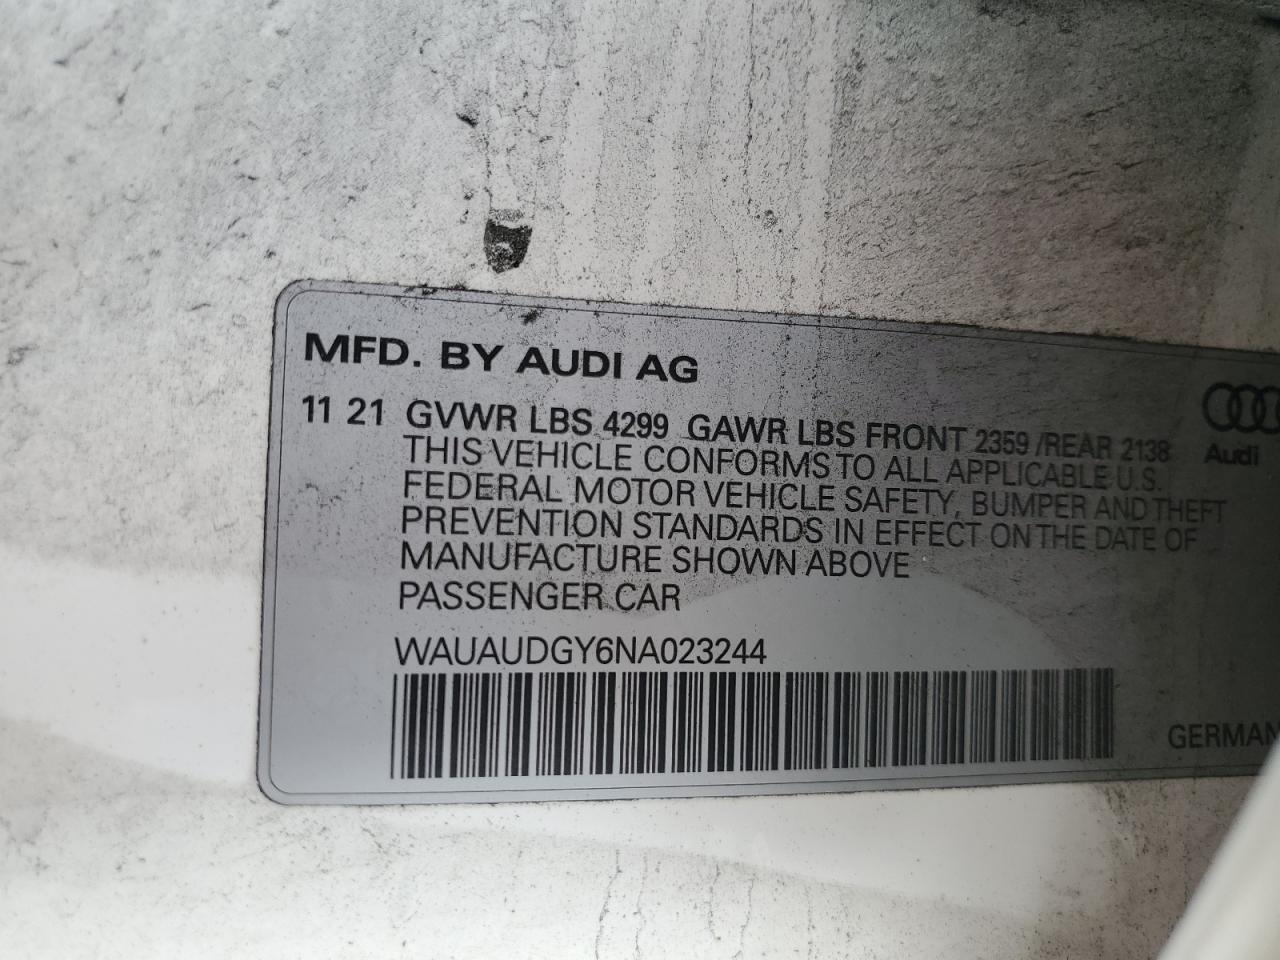 MFD. BY AUDI AG
11 21 GVWR LBS 4299 GAWR LBS FRONT 2359 /REAR 2138
Audi
THIS VEHICLE CONFORMS TO ALL APPLICABLE U.S.
FEDERAL MOTOR VEHICLE SAFETY, BUMPER AND THEFT
PREVENTION STANDARDS IN EFFECT ON THE DATE OF
MANUFACTURE SHOWN ABOVE
PASSENGER CAR
WAUAUDGY6NA023244
GERMAN